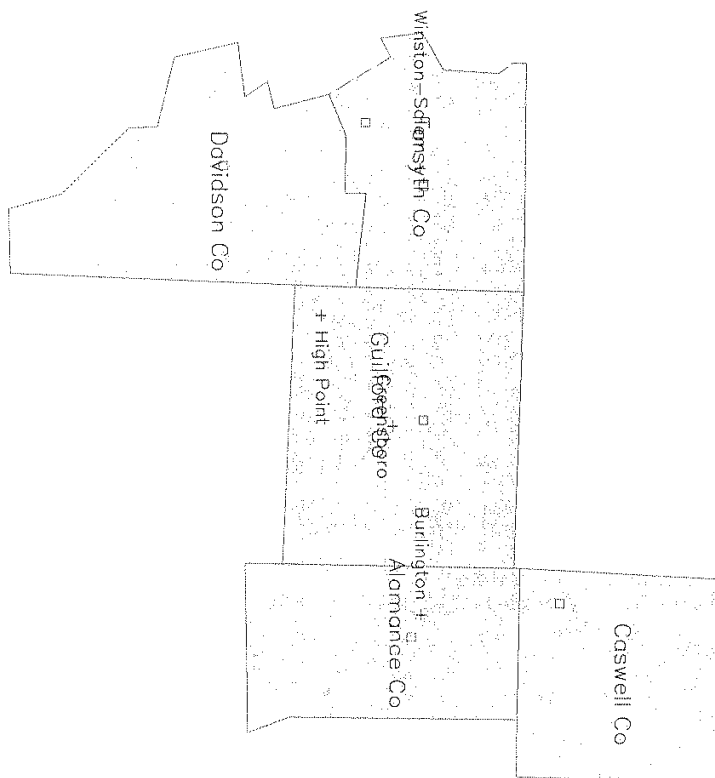 Winston-Salem
Forsyth Co
Davidson Co
Guilford Co
Greensboro
High Point
Burlington
Alamance Co
Caswell Co